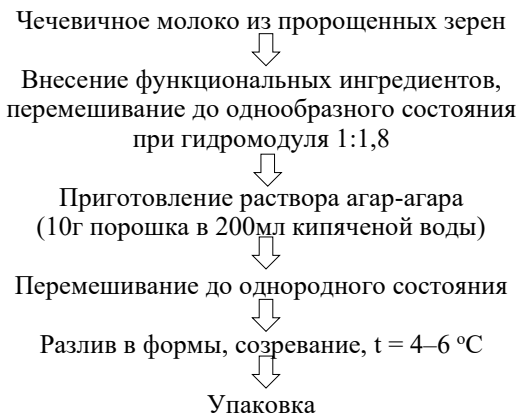 Чечевичное молоко из пророщенных зерен
Внесение функциональных ингредиентов,
перемешивание до однообразного состояния
при гидромодуля 1:1,8
Приготовление раствора агар-агара
(10г порошка в 200мл кипяченой воды)
Перемешивание до однородного состояния
Разлив в формы, созревание, t = 4–6 °С
Упаковка